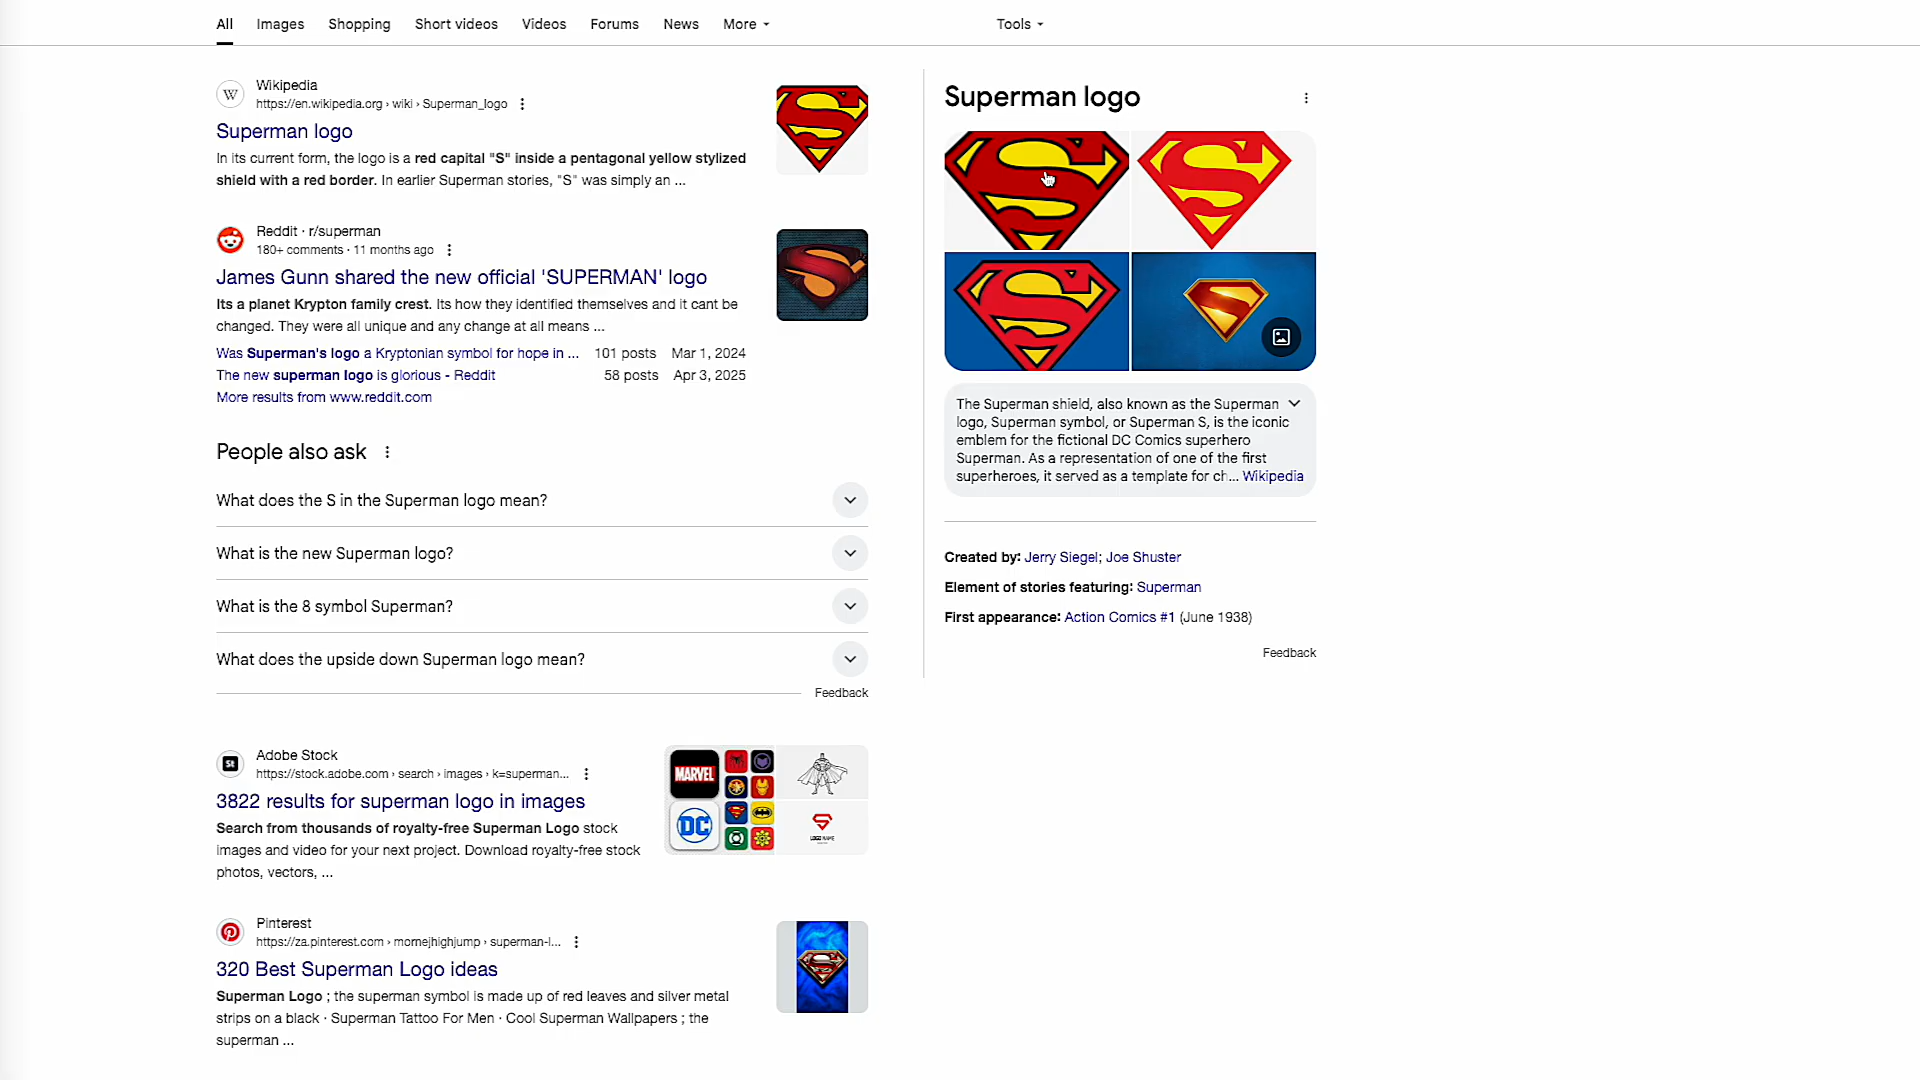 All Images Shopping Short videos Videos Forums News More Tools
Wikipedia
https://en.wikipedia.org › wiki › Superman_logo
Superman logo
In its current form, the logo is a red capital "S" inside a pentagonal yellow stylized
shield with a red border. In earlier Superman stories, "S" was simply an ...
Reddit · r/superman
180+ comments · 11 months ago
James Gunn shared the new official 'SUPERMAN' logo
Its a planet Krypton family crest. Its how they identified themselves and it cant be
changed. They were all unique and any change at all means ...
Was Superman's logo a Kryptonian symbol for hope in ... 101 posts Mar 1, 2024
The new superman logo is glorious - Reddit 58 posts Apr 3, 2025
More results from www.reddit.com
People also ask
What does the S in the Superman logo mean?
What is the new Superman logo?
What is the 8 symbol Superman?
What does the upside down Superman logo mean?
Feedback
Adobe Stock
https://stock.adobe.com › search › images › k=superman...
3822 results for superman logo in images
Search from thousands of royalty-free Superman Logo stock
images and video for your next project. Download royalty-free stock
photos, vectors, ...
MARVEL
DC
LOGO NAME
Pinterest
https://za.pinterest.com › mornejhighjump › superman-l...
320 Best Superman Logo ideas
Superman Logo ; the superman symbol is made up of red leaves and silver metal
strips on a black · Superman Tattoo For Men · Cool Superman Wallpapers ; the
superman ...
Superman logo
The Superman shield, also known as the Superman
logo, Superman symbol, or Superman S, is the iconic
emblem for the fictional DC Comics superhero
Superman. As a representation of one of the first
superheroes, it served as a template for ch... Wikipedia
Created by: Jerry Siegel; Joe Shuster
Element of stories featuring: Superman
First appearance: Action Comics #1 (June 1938)
Feedback